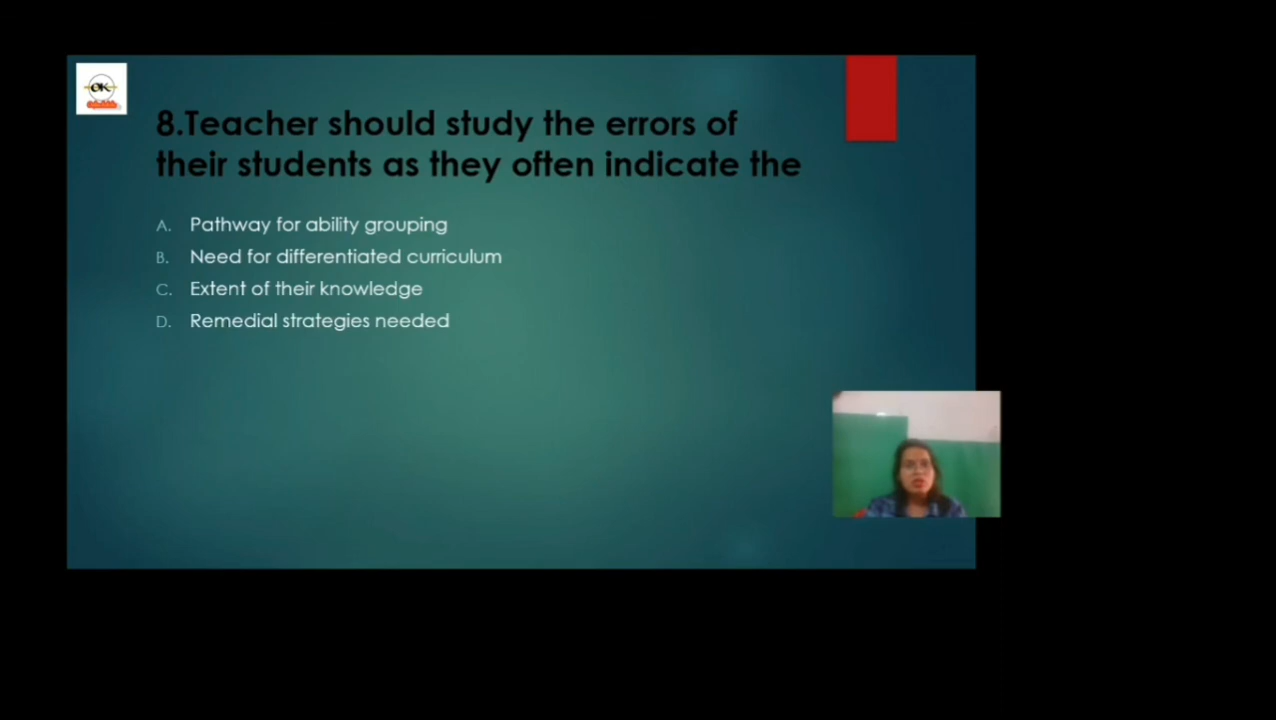 OK
8.Teacher should study the errors of
their students as they often indicate the
A. Pathway for ability grouping
B. Need for differentiated curriculum
C. Extent of their knowledge
D. Remedial strategies needed